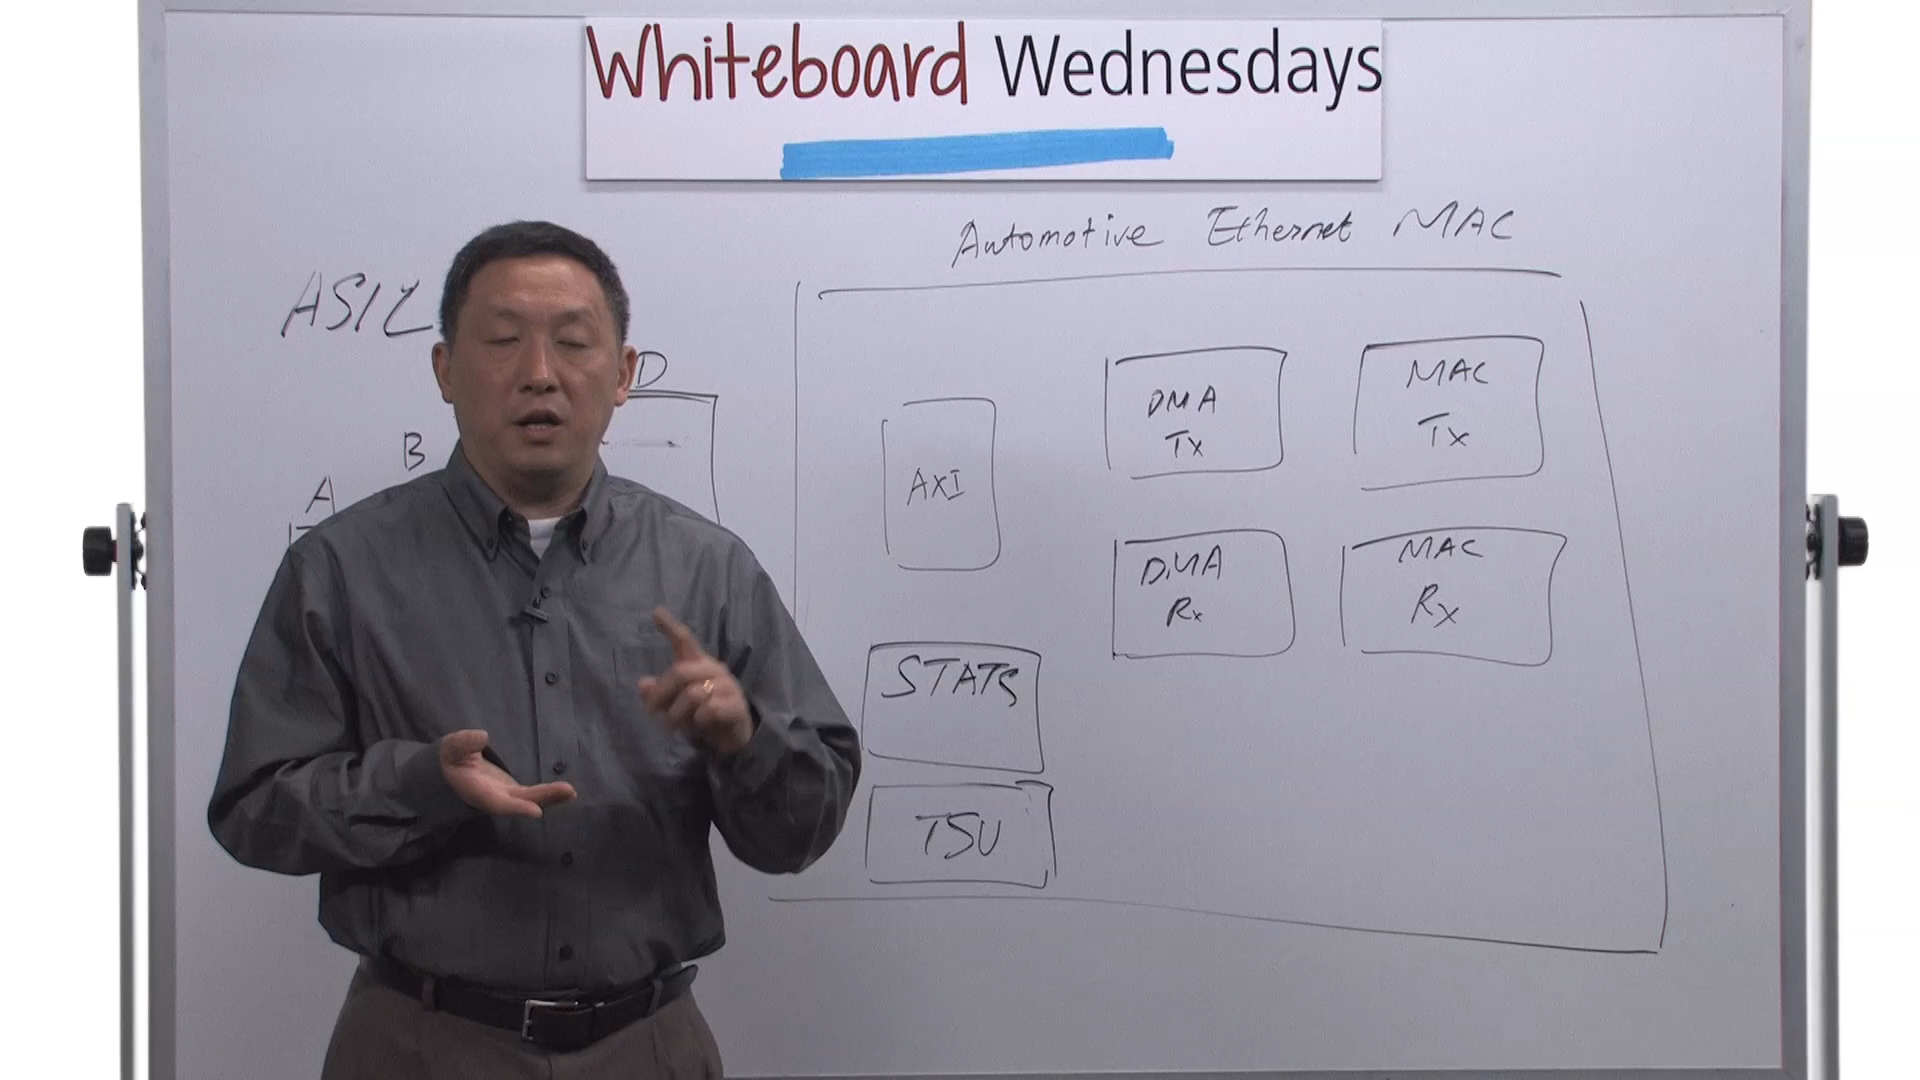 Whiteboard Wednesdays
Automotive Ethernet MAC
ASIL
D
B
A
AXI
DMA
Tx
MAC
Tx
DMA
Rx
MAC
Rx
STATS
TSU